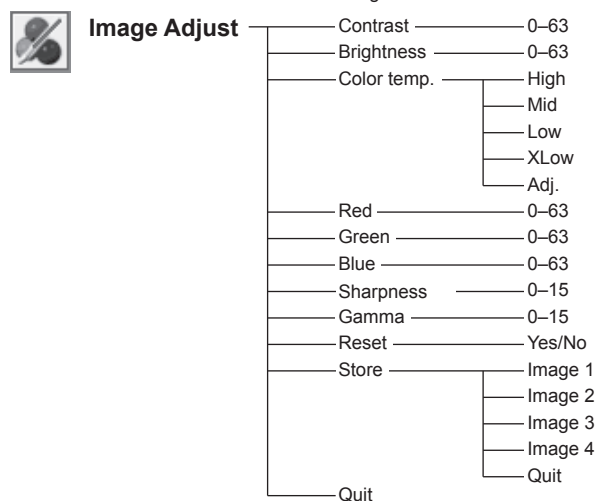 Image Adjust Contrast 0–63
Brightness 0–63
Color temp. High
Mid
Low
XLow
Adj.
Red 0–63
Green 0–63
Blue 0–63
Sharpness 0–15
Gamma 0–15
Reset Yes/No
Store Image 1
Image 2
Image 3
Image 4
Quit
Quit